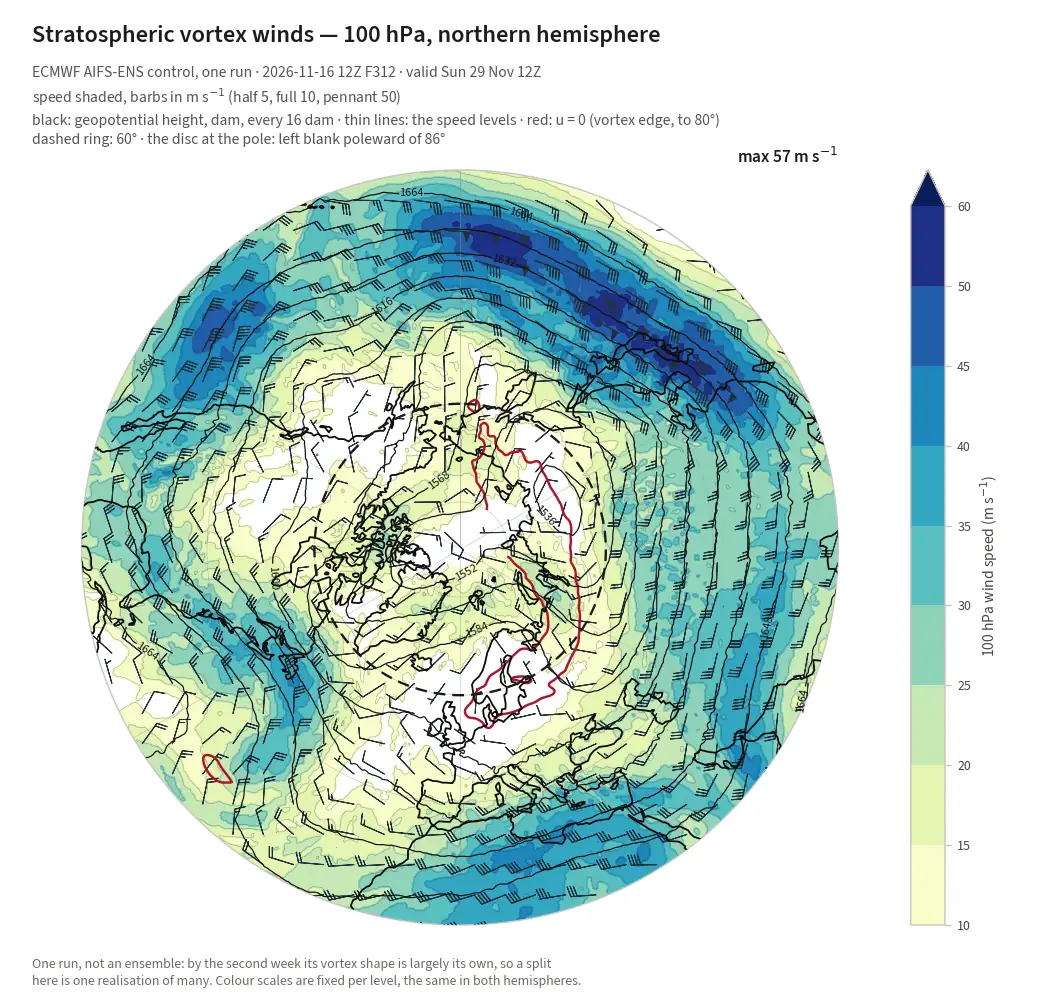 Stratospheric vortex winds — 100 hPa, northern hemisphere
ECMWF AIFS-ENS control, one run · 2026-11-16 12Z F312 · valid Sun 29 Nov 12Z
speed shaded, barbs in m s⁻¹ (half 5, full 10, pennant 50)
black: geopotential height, dam, every 16 dam · thin lines: the speed levels · red: u = 0 (vortex edge, to 80°)
dashed ring: 60° · the disc at the pole: left blank poleward of 86°
max 57 m s⁻¹
1664
1664
1632
1616
1664
1568
1536
1552
1584
1648
1664
1664
60
50
45
40
35
30
25
20
15
10
100 hPa wind speed (m s⁻¹)
One run, not an ensemble: by the second week its vortex shape is largely its own, so a split
here is one realisation of many. Colour scales are fixed per level, the same in both hemispheres.